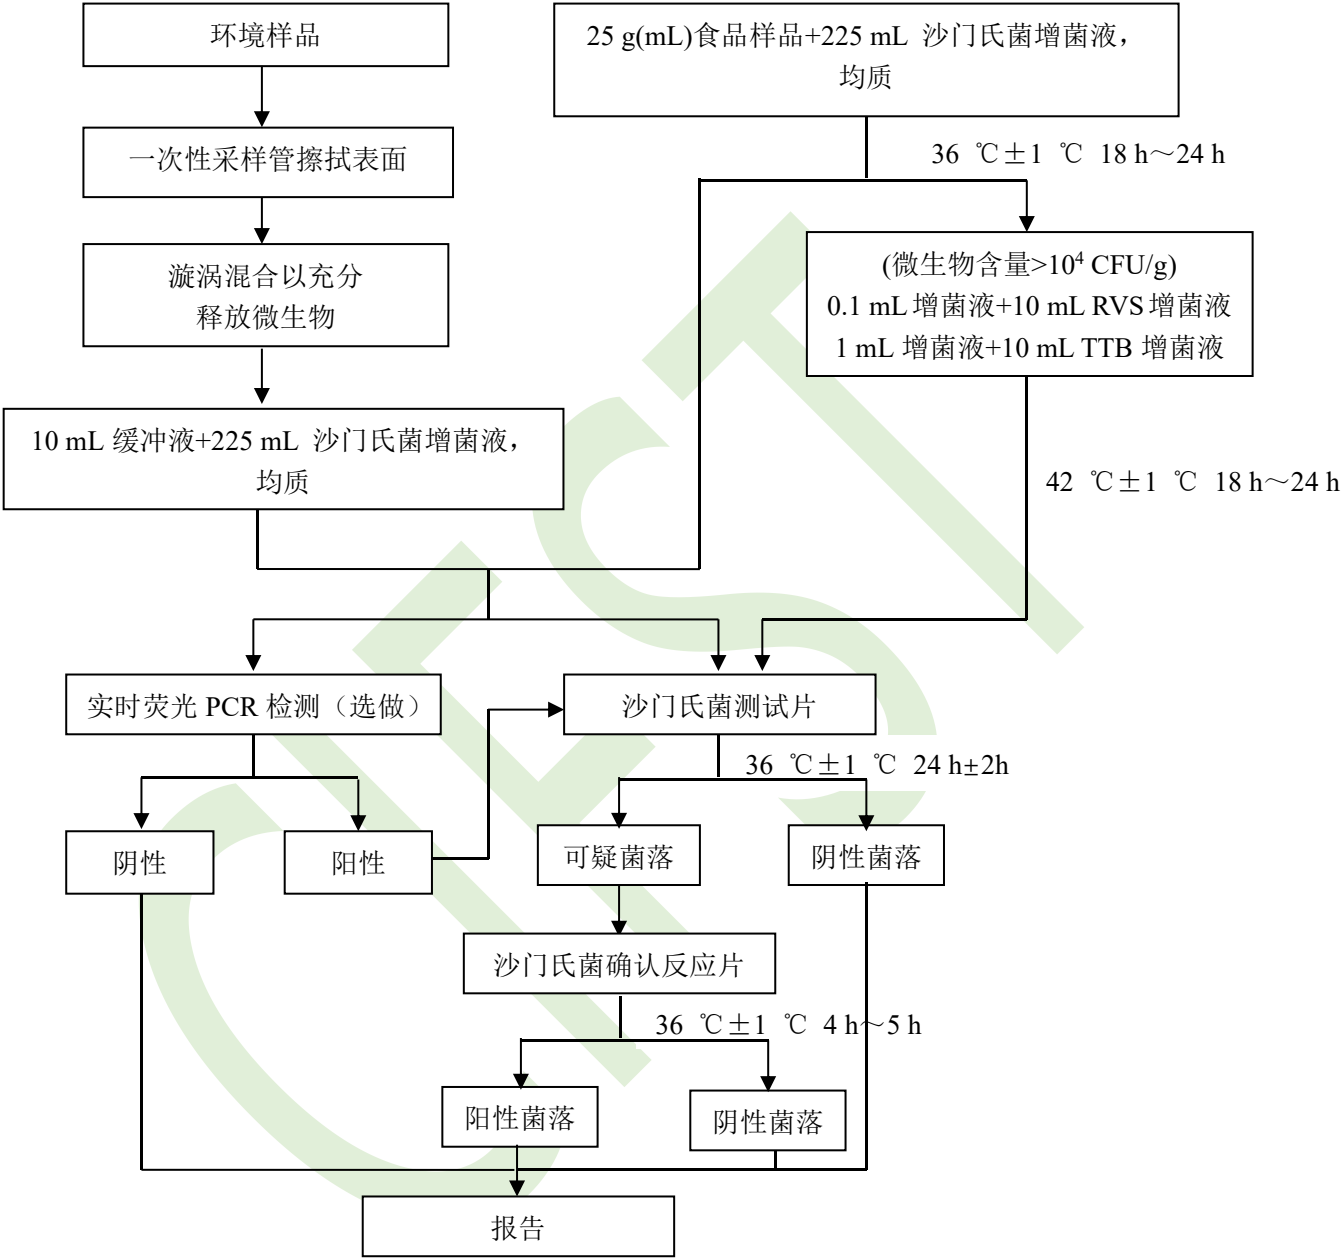 环境样品
25 g(mL)食品样品+225 mL 沙门氏菌增菌液，
均质
一次性采样管擦拭表面
36 ℃±1 ℃ 18 h～24 h
漩涡混合以充分
释放微生物
(微生物含量>10⁴ CFU/g)
0.1 mL增菌液+10 mL RVS增菌液
1 mL 增菌液+10 mL TTB 增菌液
10 mL 缓冲液+225 mL 沙门氏菌增菌液，
均质
42 ℃±1 ℃ 18 h～24 h
实时荧光 PCR 检测（选做）
沙门氏菌测试片
36 ℃±1 ℃ 24 h±2h
阴性
阳性
可疑菌落
阴性菌落
沙门氏菌确认反应片
36 ℃±1 ℃ 4 h～5 h
阳性菌落
阴性菌落
报告
CIFST